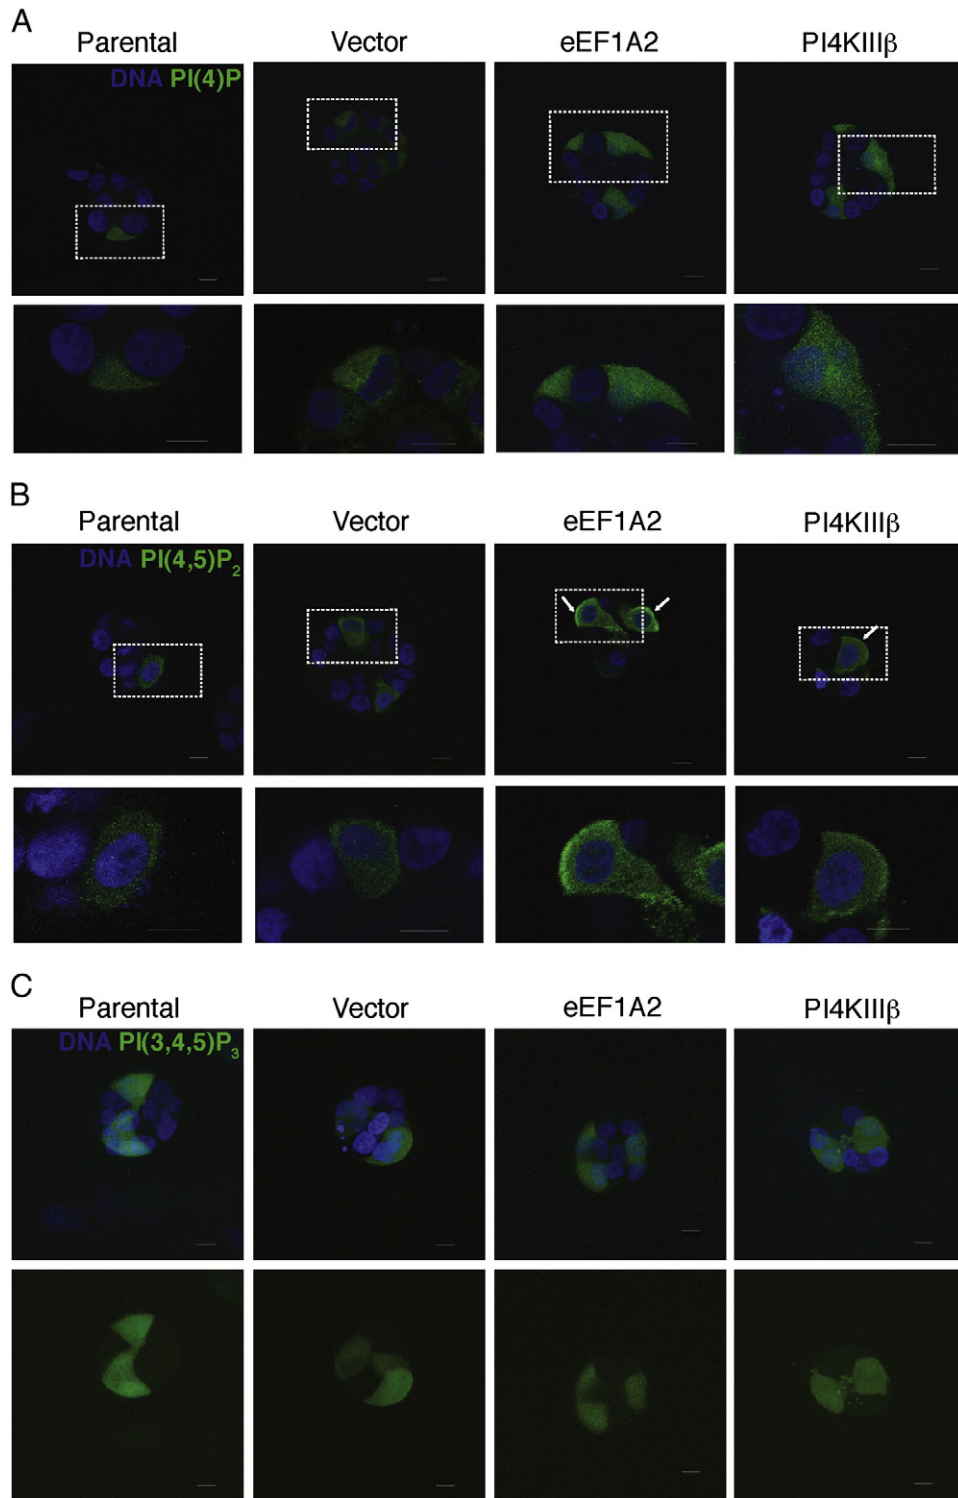 A
Parental Vector eEF1A2 PI4KIIIβ
DNA PI(4)P
B
Parental Vector eEF1A2 PI4KIIIβ
DNA PI(4,5)P₂
C
Parental Vector eEF1A2 PI4KIIIβ
DNA PI(3,4,5)P₃